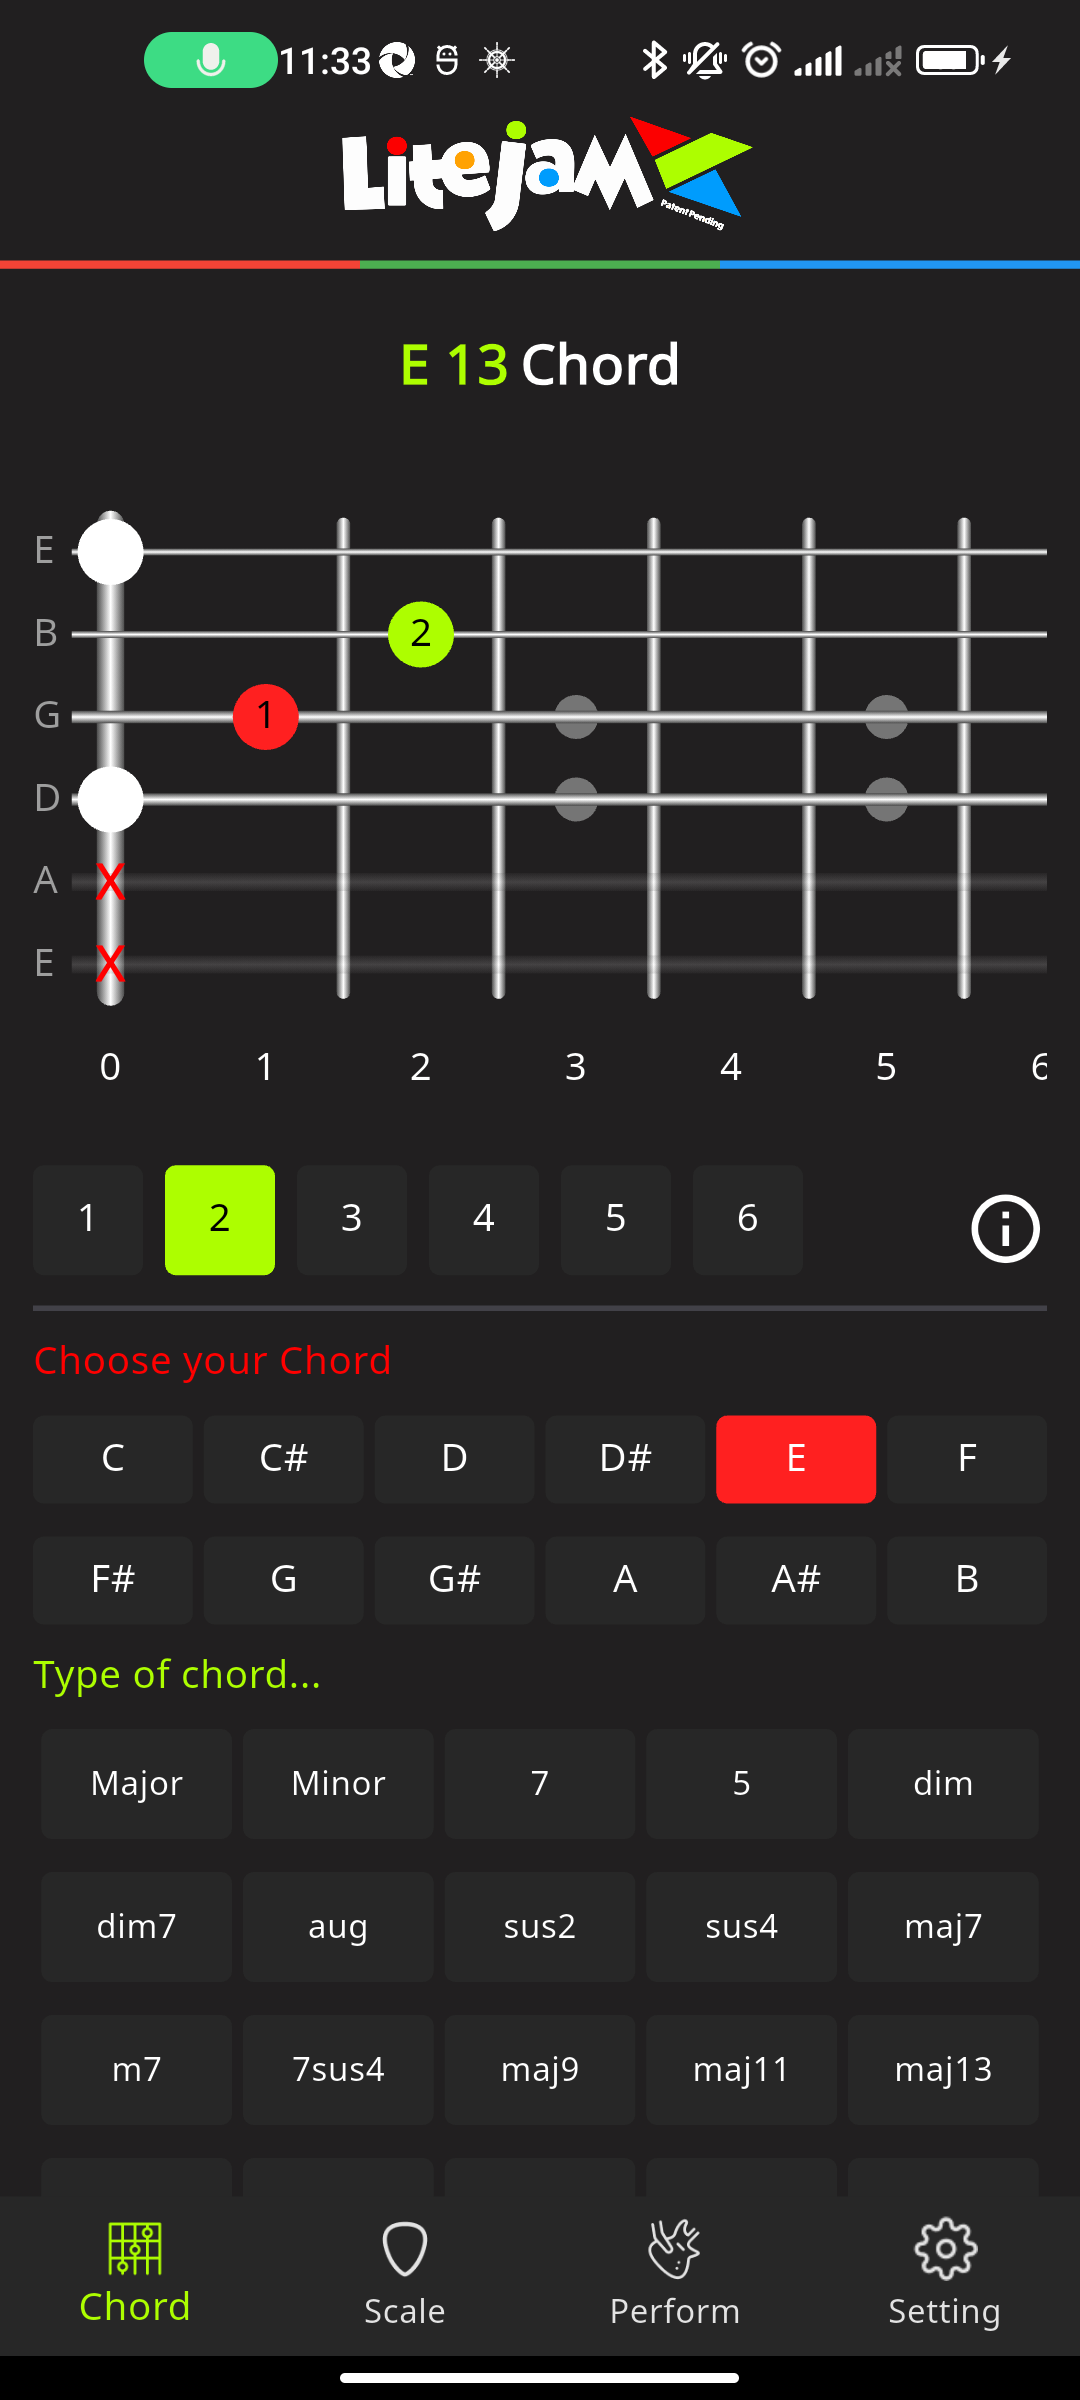 11:33
Litejam
Patent Pending
E 13 Chord
E
B
2
G
1
D
A
X
E
X
0 1 2 3 4 5 6
1 2 3 4 5 6
Choose your Chord
C C# D D# E F
F# G G# A A# B
Type of chord...
Major Minor 7 5 dim
dim7 aug sus2 sus4 maj7
m7 7sus4 maj9 maj11 maj13
Chord Scale Perform Setting